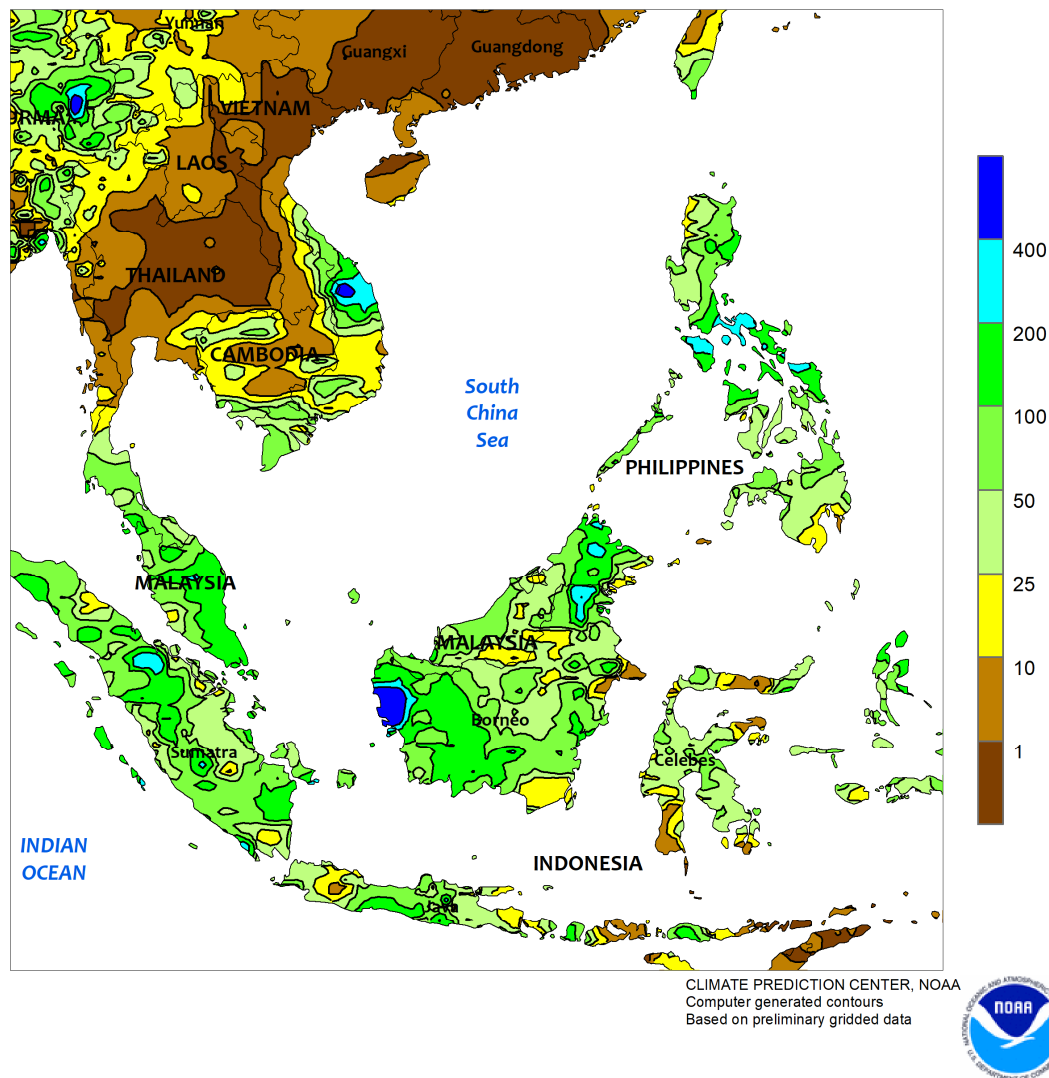 Yunnan
Guangxi
Guangdong
VIETNAM
LAOS
THAILAND
CAMBODIA
South
China
Sea
PHILIPPINES
MALAYSIA
MALAYSIA
Borneo
Sumatra
Celebes
INDIAN
OCEAN
INDONESIA
Java
400
200
100
50
25
10
1
CLIMATE PREDICTION CENTER, NOAA
Computer generated contours
Based on preliminary gridded data
NOAA